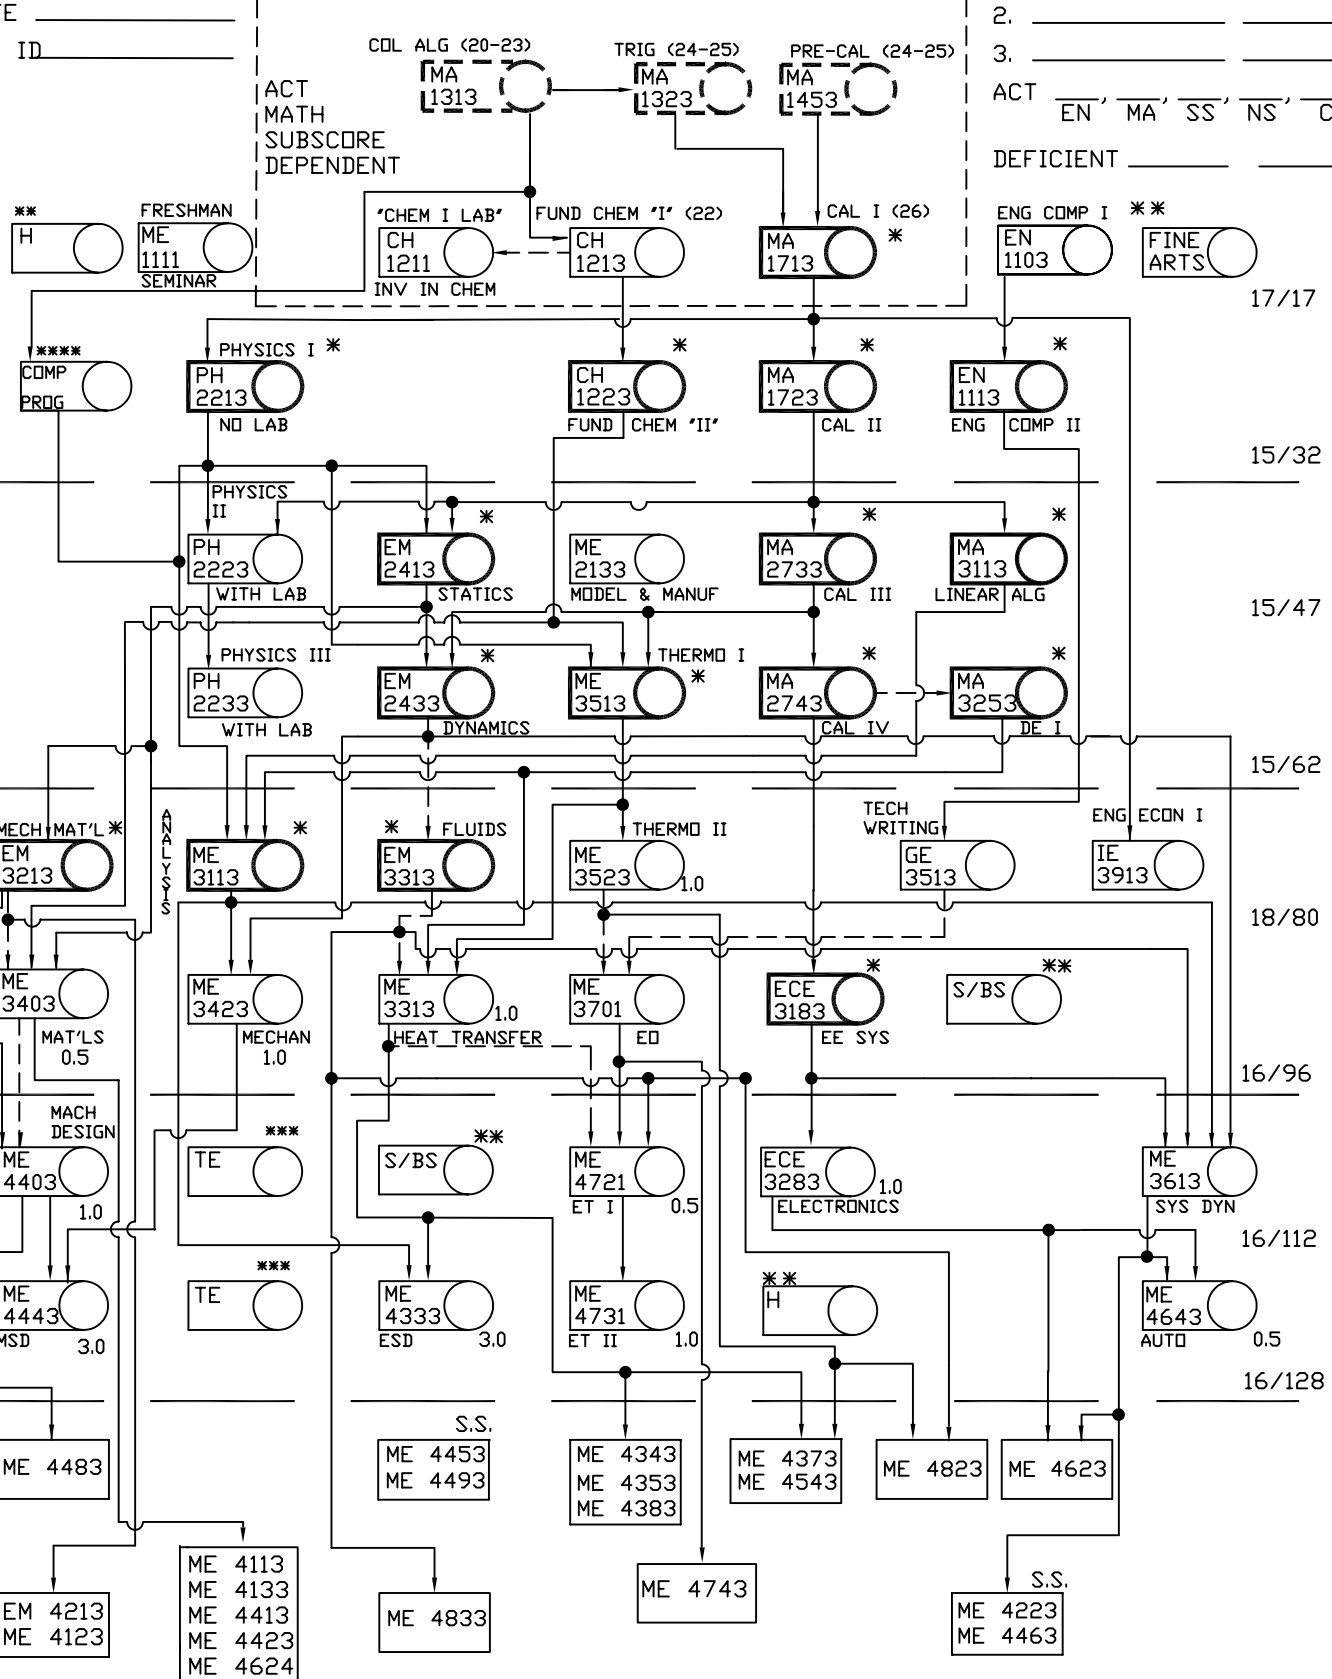 E
ID
2.
3.
ACT
EN , MA , SS , NS , C
DEFICIENT
COL ALG (20-23)
TRIG (24-25)
PRE-CAL (24-25)
MA
1313
MA
1323
MA
1453
ACT
MATH
SUBSCORE
DEPENDENT
**
H
FRESHMAN
ME
1111
SEMINAR
"CHEM I LAB"
CH
1211
INV IN CHEM
FUND CHEM "I" (22)
CH
1213
CAL I (26)
*
MA
1713
ENG COMP I
EN
1103
**
FINE
ARTS
17/17
****
COMP
PROG
PHYSICS I *
PH
2213
NO LAB
*
CH
1223
FUND CHEM "II"
*
MA
1723
CAL II
*
EN
1113
ENG COMP II
15/32
PHYSICS
II
PH
2223
WITH LAB
*
EM
2413
STATICS
ME
2133
MODEL & MANUF
*
MA
2733
CAL III
*
MA
3113
LINEAR ALG
15/47
PHYSICS III
PH
2233
WITH LAB
*
EM
2433
DYNAMICS
THERMO I
*
ME
3513
*
MA
2743
CAL IV
*
MA
3253
DE I
15/62
MECH MAT'L *
EM
3213
ANALYSIS
*
ME
3113
* FLUIDS
EM
3313
THERMO II
ME
3523
1.0
TECH
WRITING
GE
3513
ENG ECON I
IE
3913
18/80
ME
3403
MAT'LS
0.5
ME
3423
MECHAN
1.0
ME
3313
1.0
HEAT TRANSFER
ME
3701
EO
*
ECE
3183
EE SYS
**
S/BS
16/96
MACH
DESIGN
ME
4403
1.0
***
TE
**
S/BS
ME
4721
ET I
0.5
ECE
3283
1.0
ELECTRONICS
ME
3613
SYS DYN
16/112
ME
4443
MSD
3.0
***
TE
ME
4333
ESD
3.0
ME
4731
ET II
1.0
**
H
ME
4643
AUTO
0.5
16/128
ME 4483
S.S.
ME 4453
ME 4493
ME 4343
ME 4353
ME 4383
ME 4373
ME 4543
ME 4823
ME 4623
EM 4213
ME 4123
ME 4113
ME 4133
ME 4413
ME 4423
ME 4624
ME 4833
ME 4743
S.S.
ME 4223
ME 4463